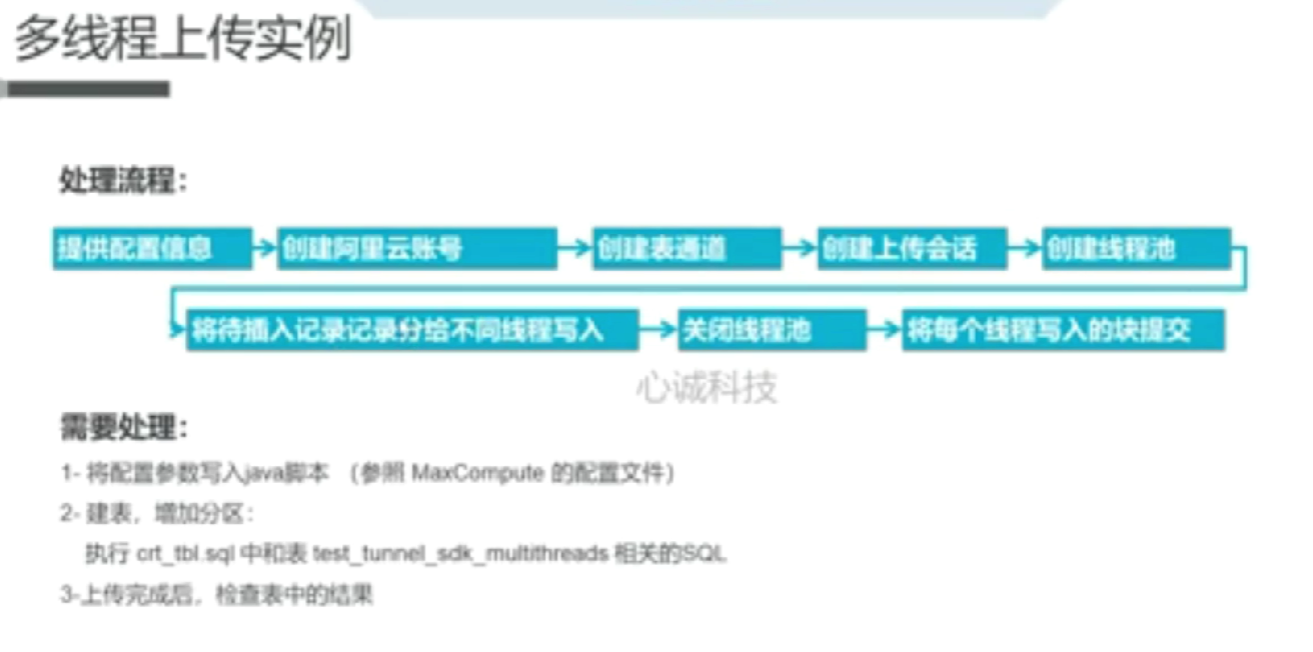 多线程上传实例
处理流程：
提供配置信息 创建阿里云账号 创建表通道 创建上传会话 创建线程池
将待插入记录记录分给不同线程写入 关闭线程池 将每个线程写入的块提交
心诚科技
需要处理：
1- 将配置参数写入java脚本 （参照 MaxCompute 的配置文件）
2- 建表，增加分区：
执行 crt_tbl.sql 中和表 test_tunnel_sdk_multithreads 相关的SQL
3-上传完成后，检查表中的结果